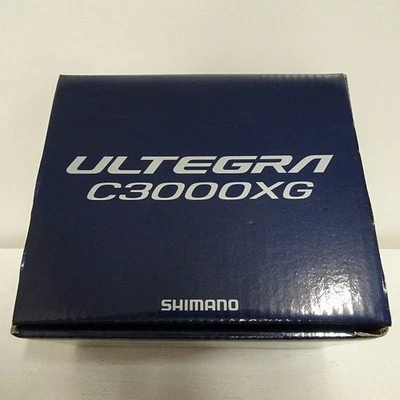 ULTEGRA
C3000XG
SHIMANO